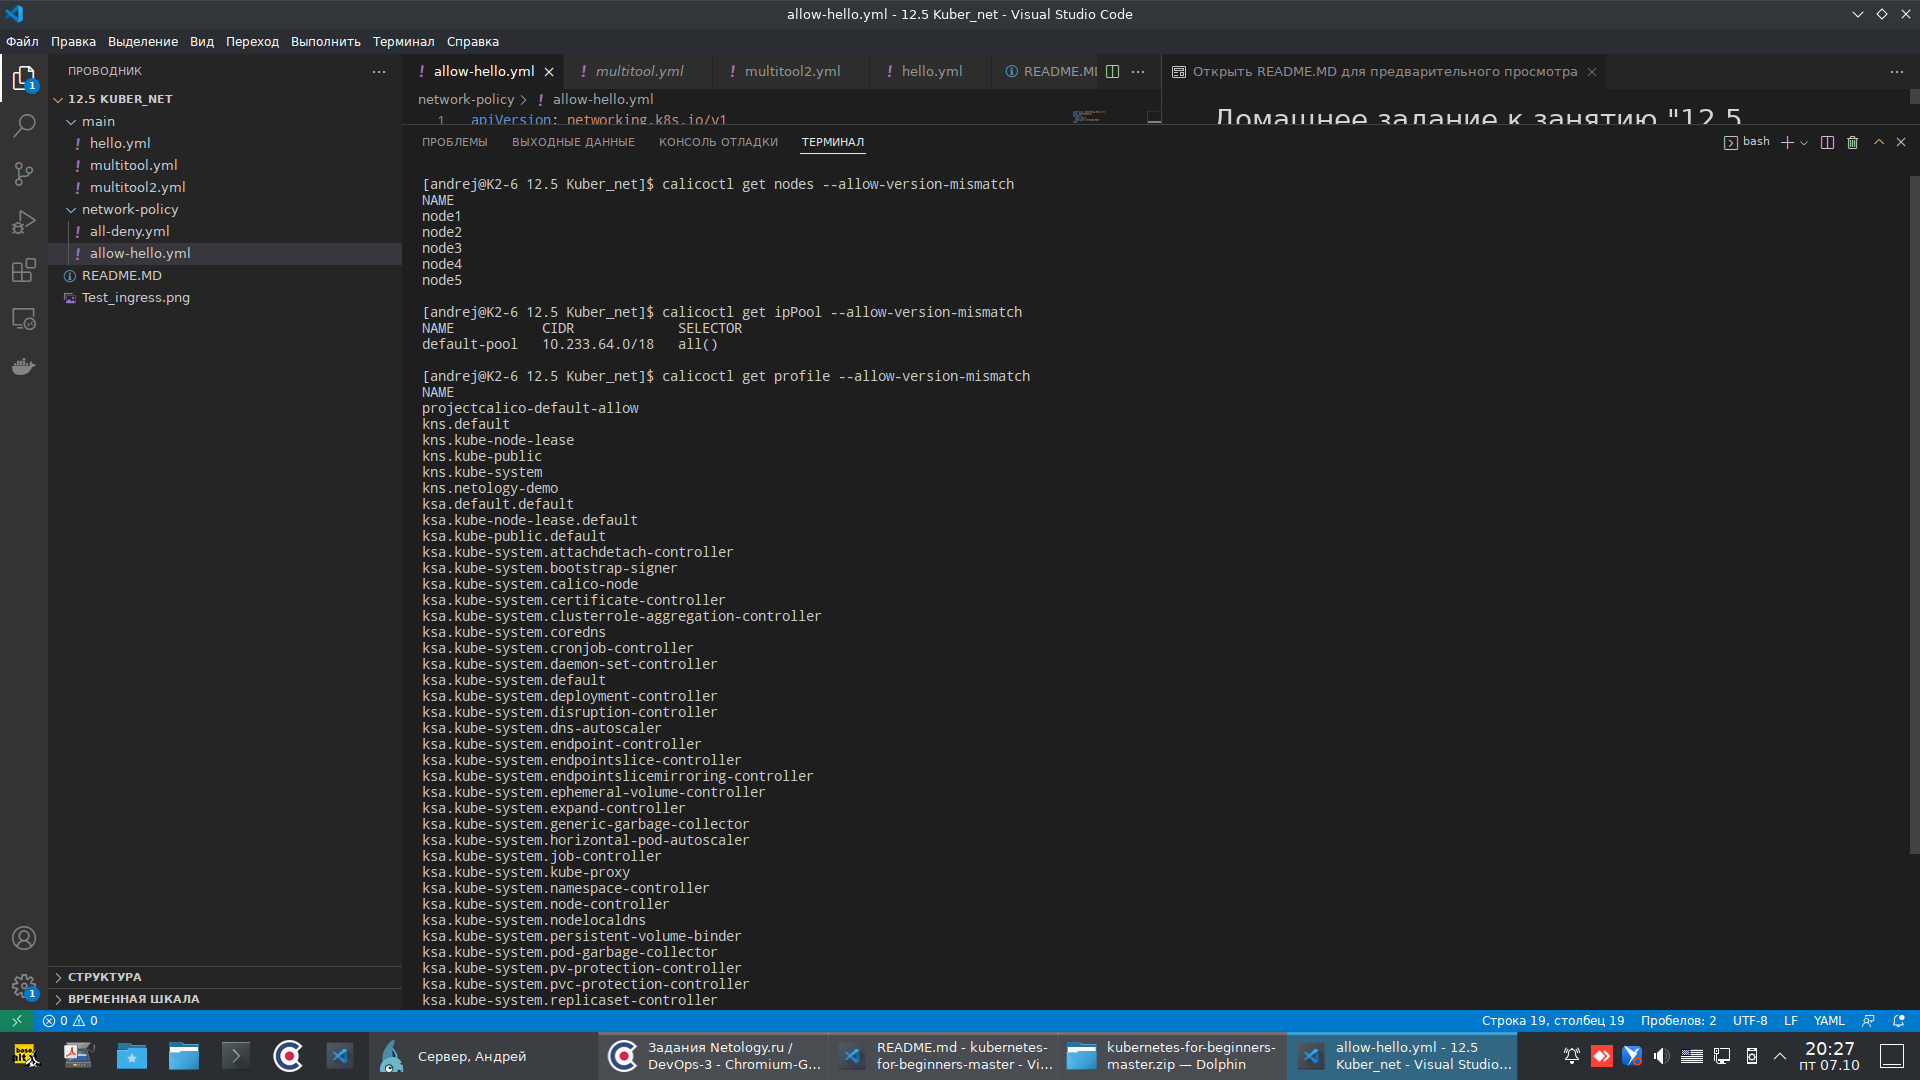 allow-hello.yml - 12.5 Kuber_net - Visual Studio Code
Файл Правка Выделение Вид Переход Выполнить Терминал Справка
ПРОВОДНИК
12.5 KUBER_NET
main
hello.yml
multitool.yml
multitool2.yml
network-policy
all-deny.yml
allow-hello.yml
README.MD
Test_ingress.png
СТРУКТУРА
ВРЕМЕННАЯ ШКАЛА
1
1
allow-hello.yml multitool.yml multitool2.yml hello.yml README.MD
Открыть README.MD для предварительного просмотра
network-policy > allow-hello.yml
1 apiVersion: networking.k8s.io/v1
Домашнее задание к занятию "12.5
ПРОБЛЕМЫ ВЫХОДНЫЕ ДАННЫЕ КОНСОЛЬ ОТЛАДКИ ТЕРМИНАЛ
bash
[andrej@K2-6 12.5 Kuber_net]$ calicoctl get nodes --allow-version-mismatch
NAME
node1
node2
node3
node4
node5
[andrej@K2-6 12.5 Kuber_net]$ calicoctl get ipPool --allow-version-mismatch
NAME CIDR SELECTOR
default-pool 10.233.64.0/18 all()
[andrej@K2-6 12.5 Kuber_net]$ calicoctl get profile --allow-version-mismatch
NAME
projectcalico-default-allow
kns.default
kns.kube-node-lease
kns.kube-public
kns.kube-system
kns.netology-demo
ksa.default.default
ksa.kube-node-lease.default
ksa.kube-public.default
ksa.kube-system.attachdetach-controller
ksa.kube-system.bootstrap-signer
ksa.kube-system.calico-node
ksa.kube-system.certificate-controller
ksa.kube-system.clusterrole-aggregation-controller
ksa.kube-system.coredns
ksa.kube-system.cronjob-controller
ksa.kube-system.daemon-set-controller
ksa.kube-system.default
ksa.kube-system.deployment-controller
ksa.kube-system.disruption-controller
ksa.kube-system.dns-autoscaler
ksa.kube-system.endpoint-controller
ksa.kube-system.endpointslice-controller
ksa.kube-system.endpointslicemirroring-controller
ksa.kube-system.ephemeral-volume-controller
ksa.kube-system.expand-controller
ksa.kube-system.generic-garbage-collector
ksa.kube-system.horizontal-pod-autoscaler
ksa.kube-system.job-controller
ksa.kube-system.kube-proxy
ksa.kube-system.namespace-controller
ksa.kube-system.node-controller
ksa.kube-system.nodelocaldns
ksa.kube-system.persistent-volume-binder
ksa.kube-system.pod-garbage-collector
ksa.kube-system.pv-protection-controller
ksa.kube-system.pvc-protection-controller
ksa.kube-system.replicaset-controller
0 0
Строка 19, столбец 19 Пробелов: 2 UTF-8 LF YAML
Сервер, Андрей
Задания Netology.ru /
DevOps-3 - Chromium-G...
README.md - kubernetes-
for-beginners-master - Vi...
kubernetes-for-beginners-
master.zip — Dolphin
allow-hello.yml - 12.5
Kuber_net - Visual Studio...
20:27
пт 07.10